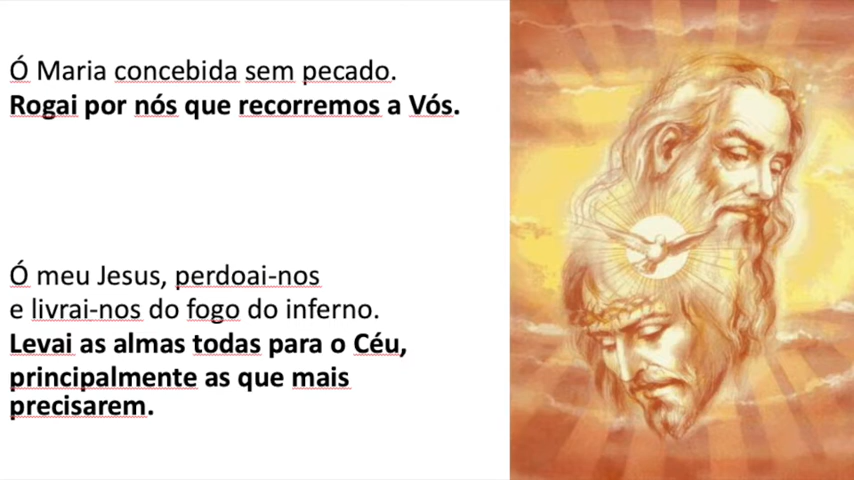 Ó Maria concebida sem pecado.
Rogai por nós que recorremos a Vós.
Ó meu Jesus, perdoai-nos
e livrai-nos do fogo do inferno.
Levai as almas todas para o Céu,
principalmente as que mais
precisarem.